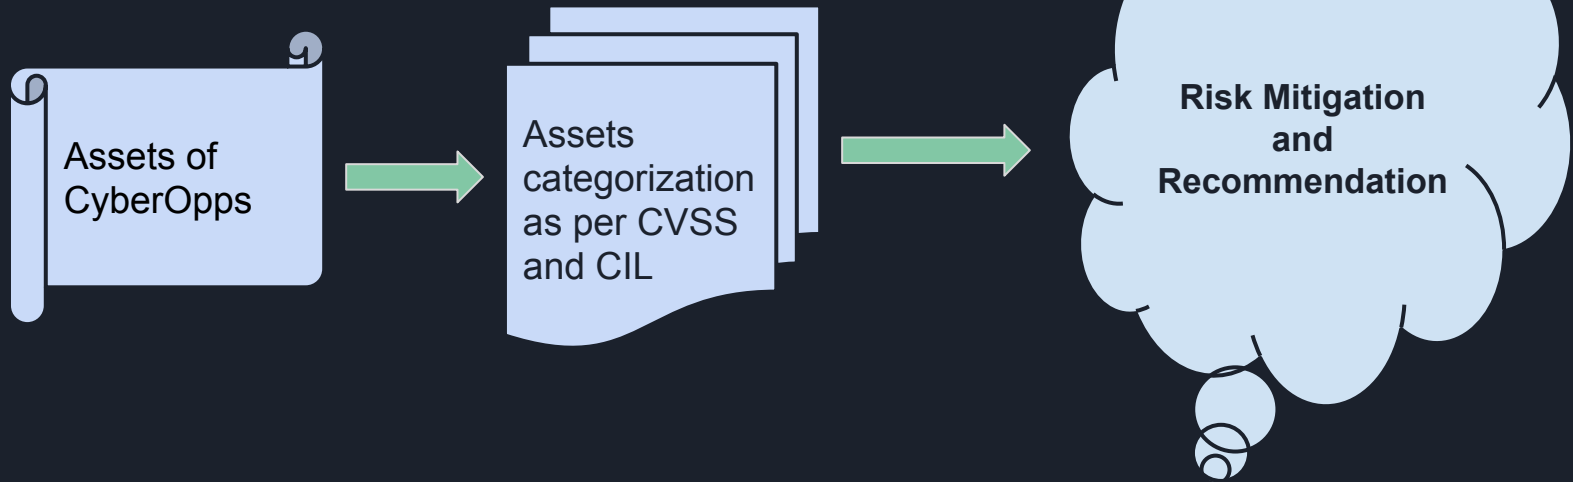 Assets of
CyberOpps
Assets
categorization
as per CVSS
and CIL
Risk Mitigation
and
Recommendation